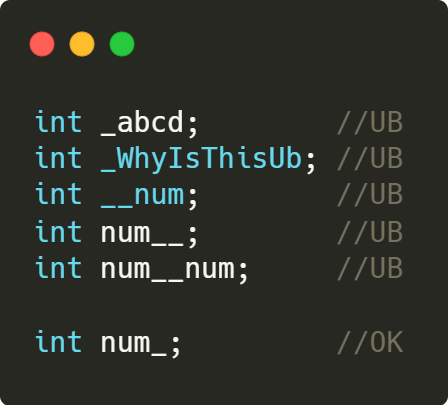 int _abcd;        //UB
int _WhyIsThisUb; //UB
int __num;        //UB
int num__;        //UB
int num__num;     //UB
int num_;         //OK